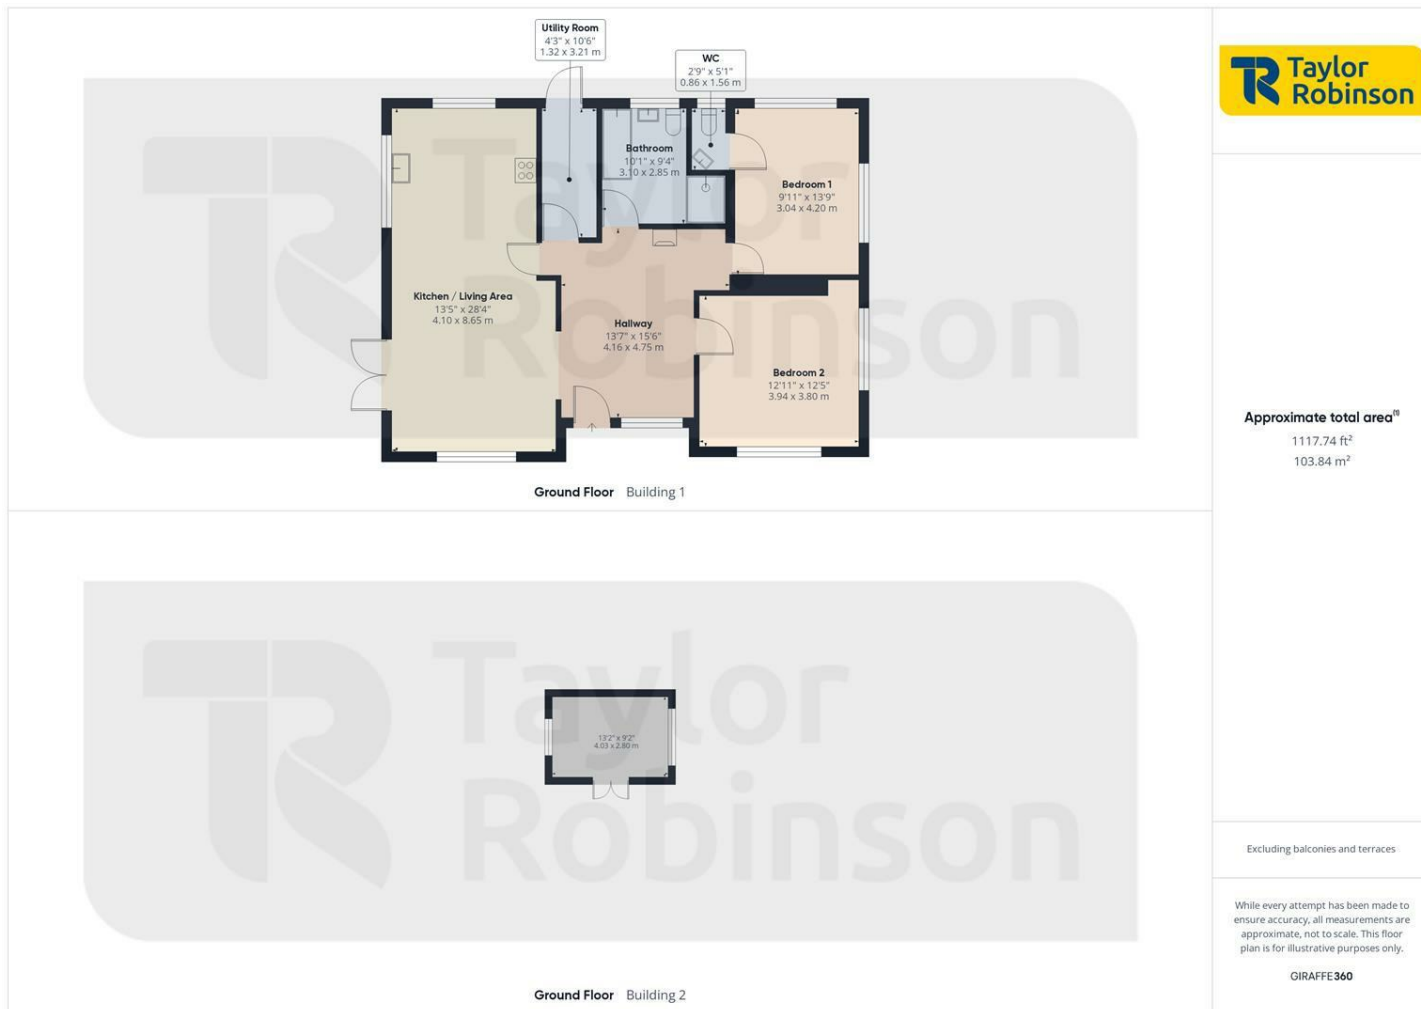 Utility Room
4'3" x 10'6"
1.32 x 3.21 m
WC
2'9" x 5'1"
0.86 x 1.56 m
Bathroom
10'1" x 9'4"
3.10 x 2.85 m
Bedroom 1
9'11" x 13'9"
3.04 x 4.20 m
Kitchen / Living Area
13'5" x 28'4"
4.10 x 8.65 m
Hallway
13'7" x 15'6"
4.16 x 4.75 m
Bedroom 2
12'11" x 12'5"
3.94 x 3.80 m
Taylor
Robinson
Ground Floor Building 1
13'2" x 9'2"
4.03 x 2.80 m
Taylor
Robinson
Ground Floor Building 2
TR Taylor
Robinson
Approximate total area⁽¹⁾
1117.74 ft²
103.84 m²
Excluding balconies and terraces
While every attempt has been made to
ensure accuracy, all measurements are
approximate, not to scale. This floor
plan is for illustrative purposes only.
GIRAFFE360